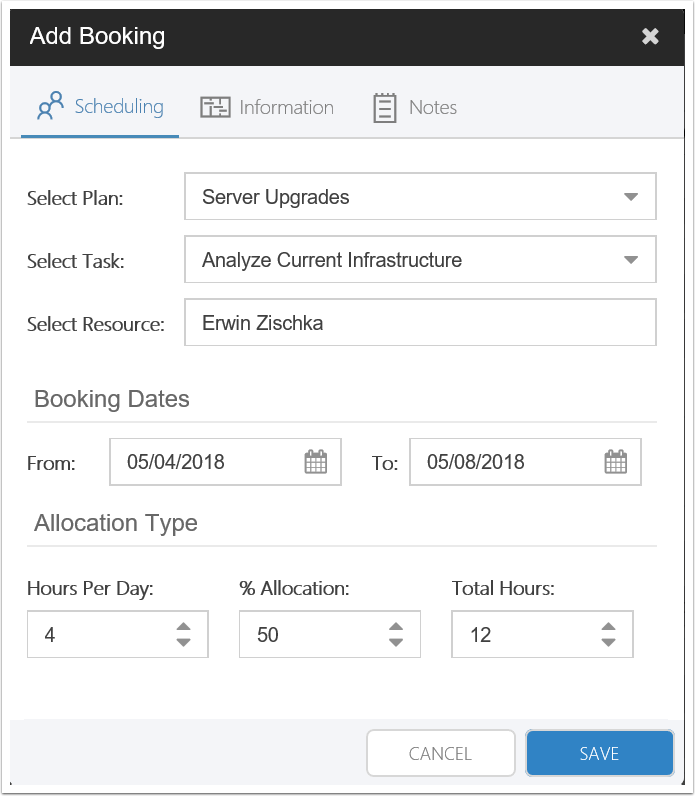 Add Booking
Scheduling Information Notes
Select Plan: Server Upgrades
Select Task: Analyze Current Infrastructure
Select Resource: Erwin Zischka
Booking Dates
From: 05/04/2018 To: 05/08/2018
Allocation Type
Hours Per Day: % Allocation: Total Hours:
4 50 12
CANCEL SAVE